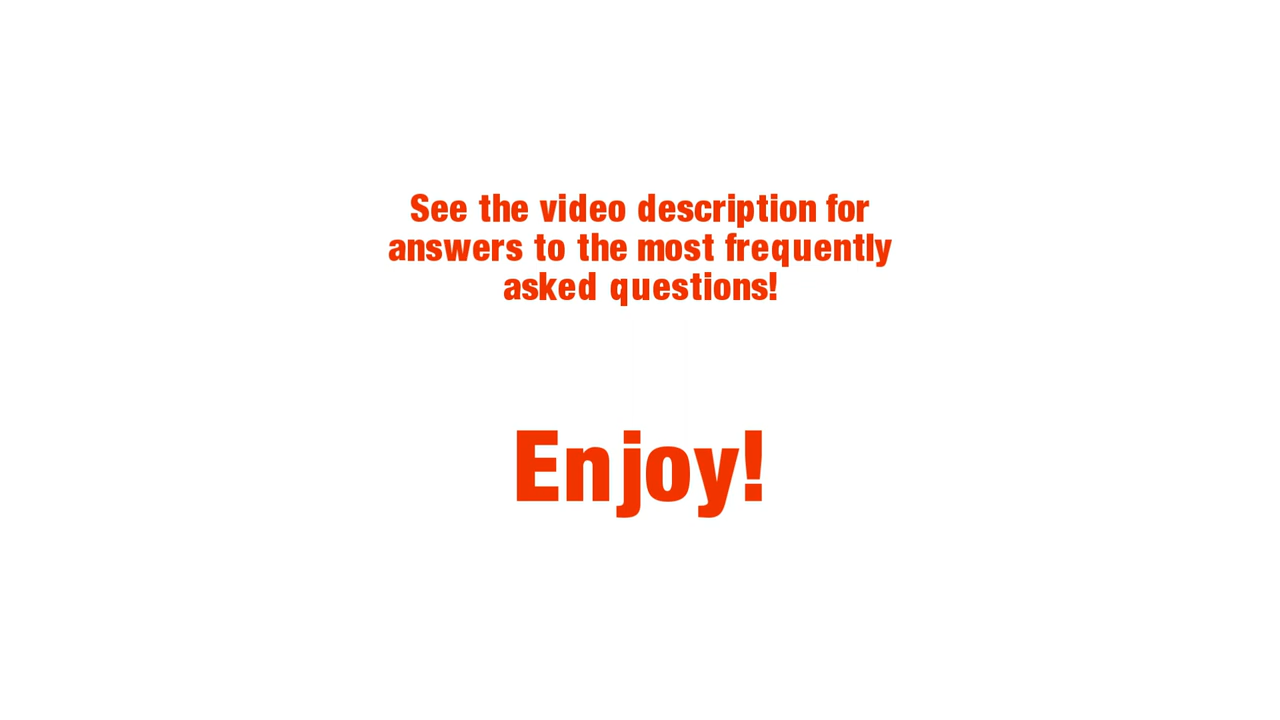 See the video description for
answers to the most frequently
asked questions!
Enjoy!